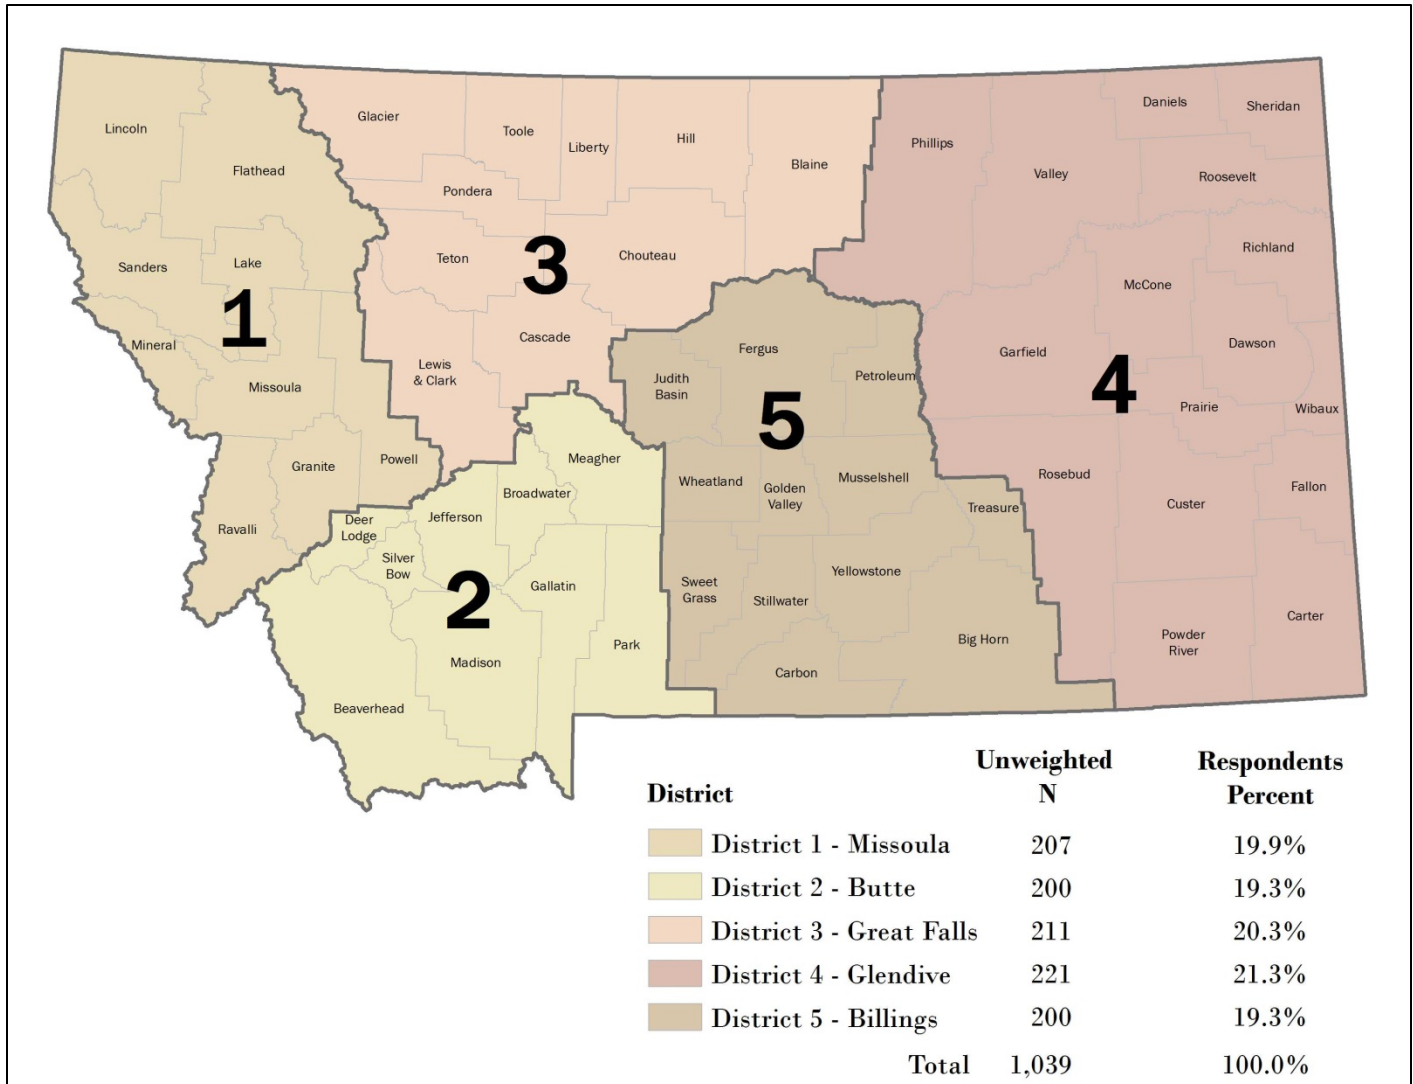 Lincoln
Flathead
Sanders
Lake
1
Mineral
Missoula
Granite
Powell
Ravalli
Glacier
Toole
Liberty
Hill
Blaine
Pondera
Teton
3
Chouteau
Cascade
Lewis
& Clark
Phillips
Valley
Daniels
Sheridan
Roosevelt
Richland
McCone
Garfield
Dawson
4
Prairie
Wibaux
Rosebud
Custer
Fallon
Powder
River
Carter
Fergus
Judith
Basin
Petroleum
5
Wheatland
Golden
Valley
Musselshell
Treasure
Sweet
Grass
Stillwater
Yellowstone
Big Horn
Carbon
Meagher
Broadwater
Jefferson
Deer
Lodge
Silver
Bow
2
Gallatin
Madison
Park
Beaverhead
District Unweighted N Respondents Percent
District 1 - Missoula 207 19.9%
District 2 - Butte 200 19.3%
District 3 - Great Falls 211 20.3%
District 4 - Glendive 221 21.3%
District 5 - Billings 200 19.3%
Total 1,039 100.0%